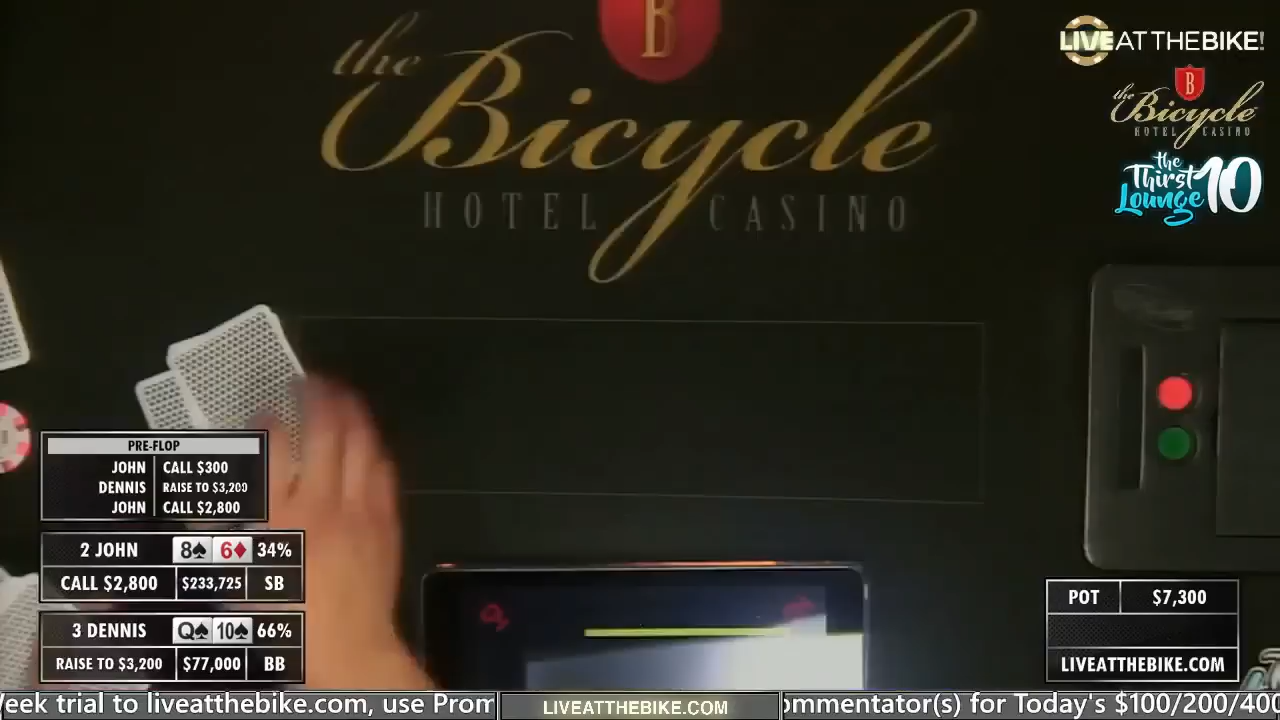 the
Bicycle
HOTEL CASINO
B
LIVE AT THE BIKE!
B
the
Bicycle
HOTEL CASINO
the
Thirst
Lounge 10
PRE-FLOP
JOHN CALL $300
DENNIS RAISE TO $3,200
JOHN CALL $2,800
2 JOHN 8♠ 6♦ 34%
CALL $2,800 $233,725 SB
3 DENNIS Q♠ 10♠ 66%
RAISE TO $3,200 $77,000 BB
POT $7,300
LIVEATTHEBIKE.COM
eek trial to liveatthebike.com, use Prom
LIVEATTHEBIKE.COM
ommentator(s) for Today's $100/200/400